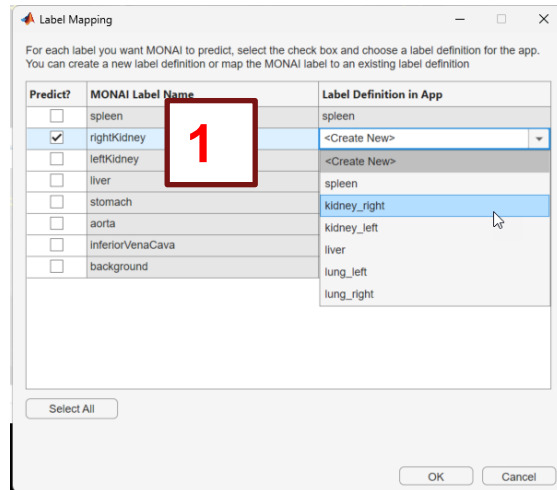 Label Mapping
For each label you want MONAI to predict, select the check box and choose a label definition for the app.
You can create a new label definition or map the MONAI label to an existing label definition
Predict? MONAI Label Name Label Definition in App
spleen spleen
rightKidney <Create New>
leftKidney <Create New>
liver spleen
stomach kidney_right
aorta kidney_left
inferiorVenaCava liver
background lung_left
lung_right
1
Select All
OK Cancel